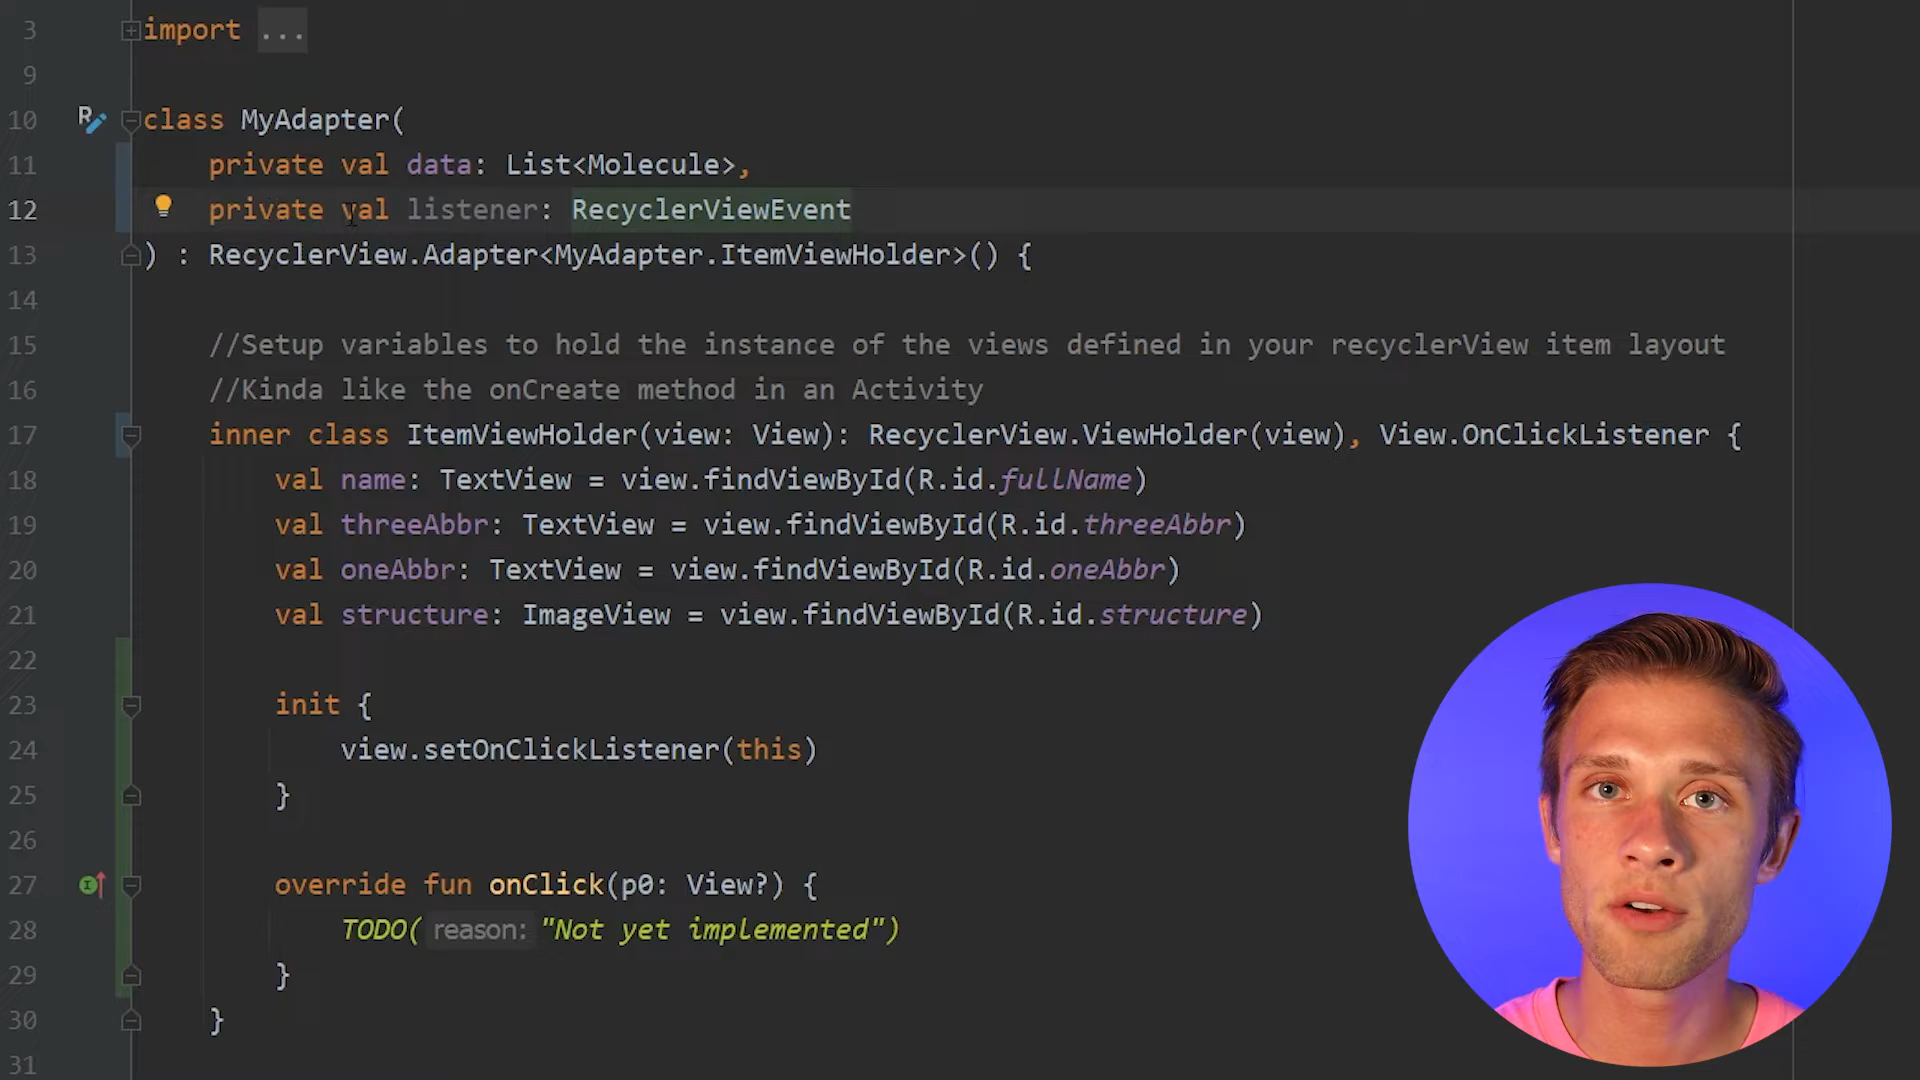 3 import ...
9
10 class MyAdapter(
11 private val data: List<Molecule>,
12 private val listener: RecyclerViewEvent
13 ) : RecyclerView.Adapter<MyAdapter.ItemViewHolder>() {
14
15 //Setup variables to hold the instance of the views defined in your recyclerView item layout
16 //Kinda like the onCreate method in an Activity
17 inner class ItemViewHolder(view: View): RecyclerView.ViewHolder(view), View.OnClickListener {
18 val name: TextView = view.findViewById(R.id.fullName)
19 val threeAbbr: TextView = view.findViewById(R.id.threeAbbr)
20 val oneAbbr: TextView = view.findViewById(R.id.oneAbbr)
21 val structure: ImageView = view.findViewById(R.id.structure)
22
23 init {
24 view.setOnClickListener(this)
25 }
26
27 override fun onClick(p0: View?) {
28 TODO( reason: "Not yet implemented")
29 }
30 }
31